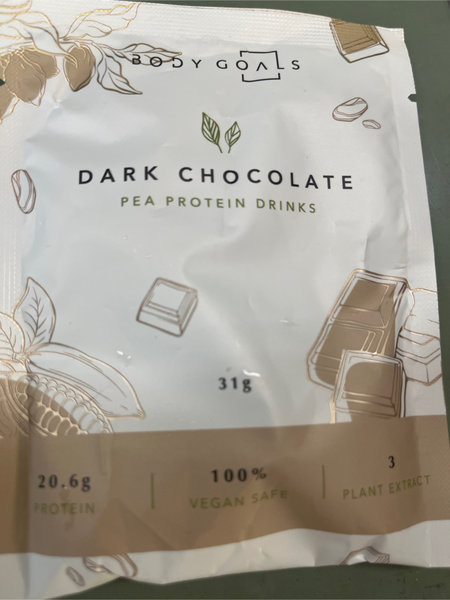 BODY GOALS
DARK CHOCOLATE
PEA PROTEIN DRINKS
31g
20.6g
PROTEIN
100%
VEGAN SAFE
3
PLANT EXTRACT